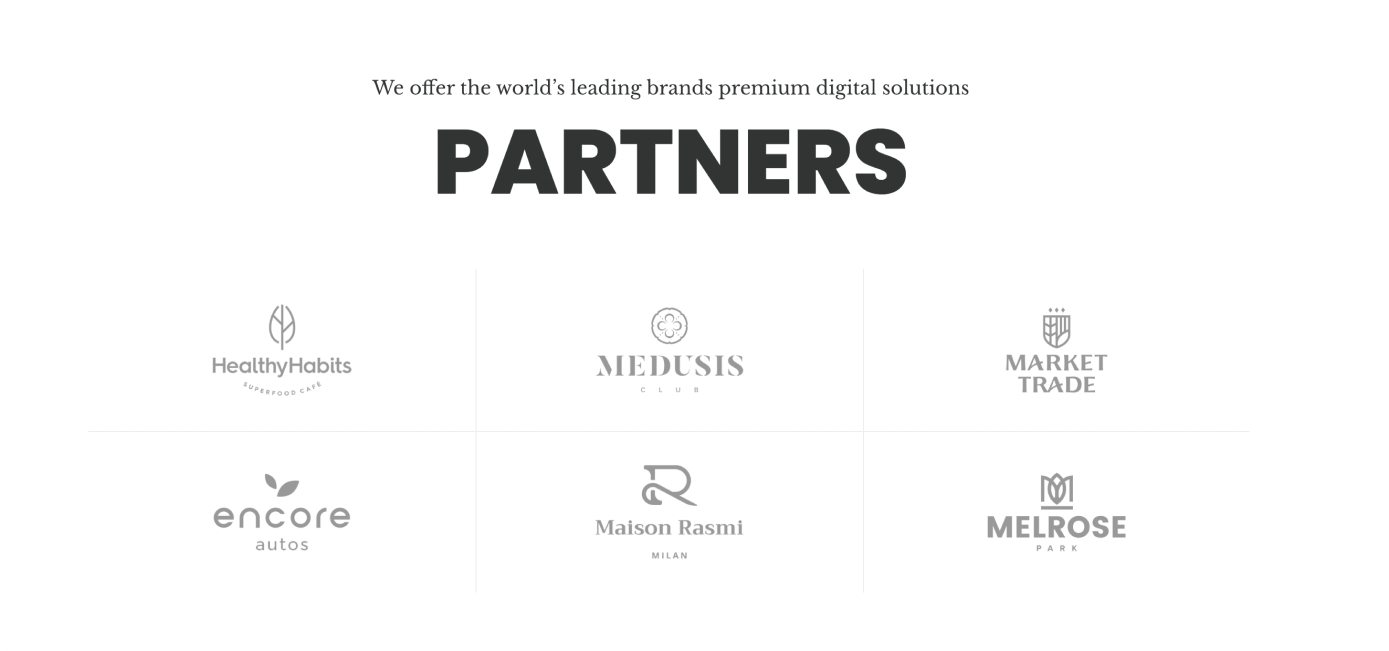 We offer the world’s leading brands premium digital solutions
PARTNERS
HealthyHabits
SUPERFOOD CAFE
MEDUSIS
CLUB
MARKET
TRADE
encore
autos
Maison Rasmi
MILAN
MELROSE
PARK